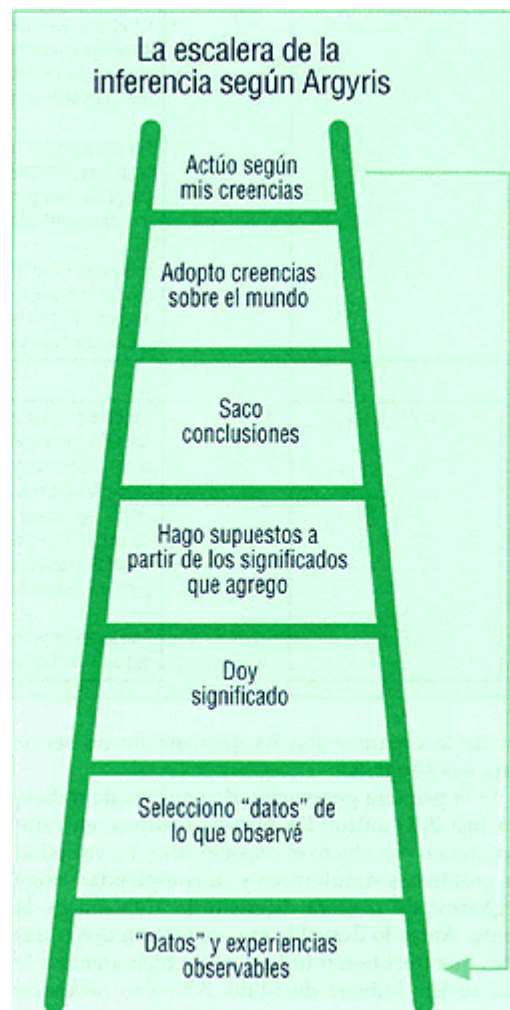 La escalera de la
inferencia según Argyris
Actúo según
mis creencias
Adopto creencias
sobre el mundo
Saco
conclusiones
Hago supuestos a
partir de los significados
que agrego
Doy
significado
Selecciono "datos" de
lo que observé
"Datos" y experiencias
observables